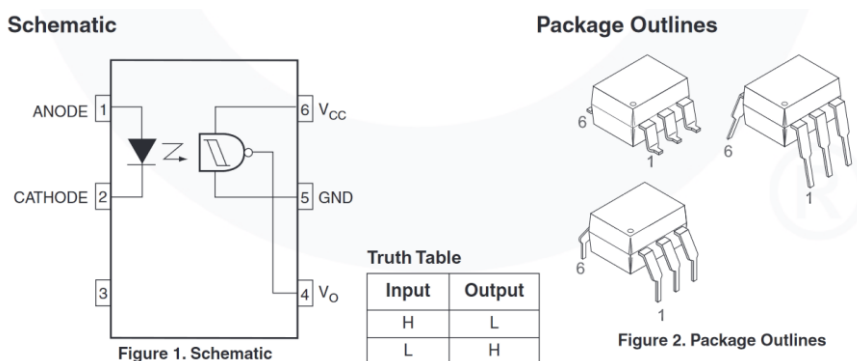 Schematic
ANODE 1
6 VCC
CATHODE 2
5 GND
3
4 VO
Figure 1. Schematic
Truth Table
Input Output
H L
L H
Package Outlines
6
1
6
1
6
1
Figure 2. Package Outlines
®